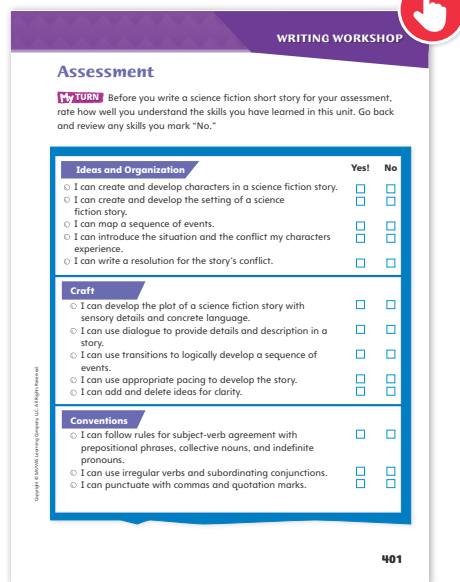 WRITING WORKSHOP
Assessment
My TURN Before you write a science fiction short story for your assessment,
rate how well you understand the skills you have learned in this unit. Go back
and review any skills you mark “No.”
Ideas and Organization Yes! No
I can create and develop characters in a science fiction story.
I can create and develop the setting of a science
fiction story.
I can map a sequence of events.
I can introduce the situation and the conflict my characters
experience.
I can write a resolution for the story’s conflict.
Craft
I can develop the plot of a science fiction story with
sensory details and concrete language.
I can use dialogue to provide details and description in a
story.
I can use transitions to logically develop a sequence of
events.
I can use appropriate pacing to develop the story.
I can add and delete ideas for clarity.
Conventions
I can follow rules for subject-verb agreement with
prepositional phrases, collective nouns, and indefinite
pronouns.
I can use irregular verbs and subordinating conjunctions.
I can punctuate with commas and quotation marks.
Copyright © SAVVAS Learning Company LLC. All Rights Reserved.
401